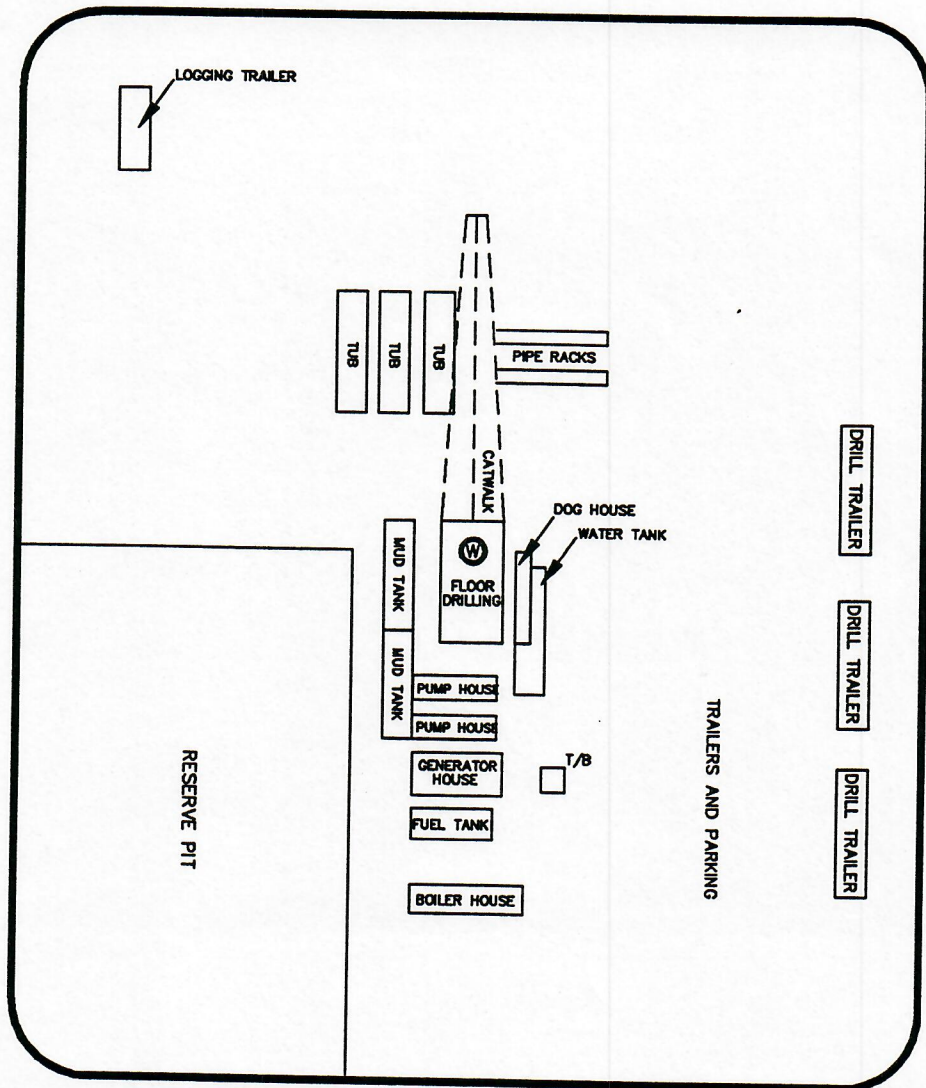 LOGGING TRAILER
TUB
TUB
TUB
PIPE RACKS
CATWALK
DRILL TRAILER
DOG HOUSE
WATER TANK
MUD TANK
W
FLOOR
DRILLING
DRILL TRAILER
MUD TANK
PUMP HOUSE
PUMP HOUSE
TRAILERS AND PARKING
RESERVE PIT
GENERATOR
HOUSE
T/B
DRILL TRAILER
FUEL TANK
BOILER HOUSE